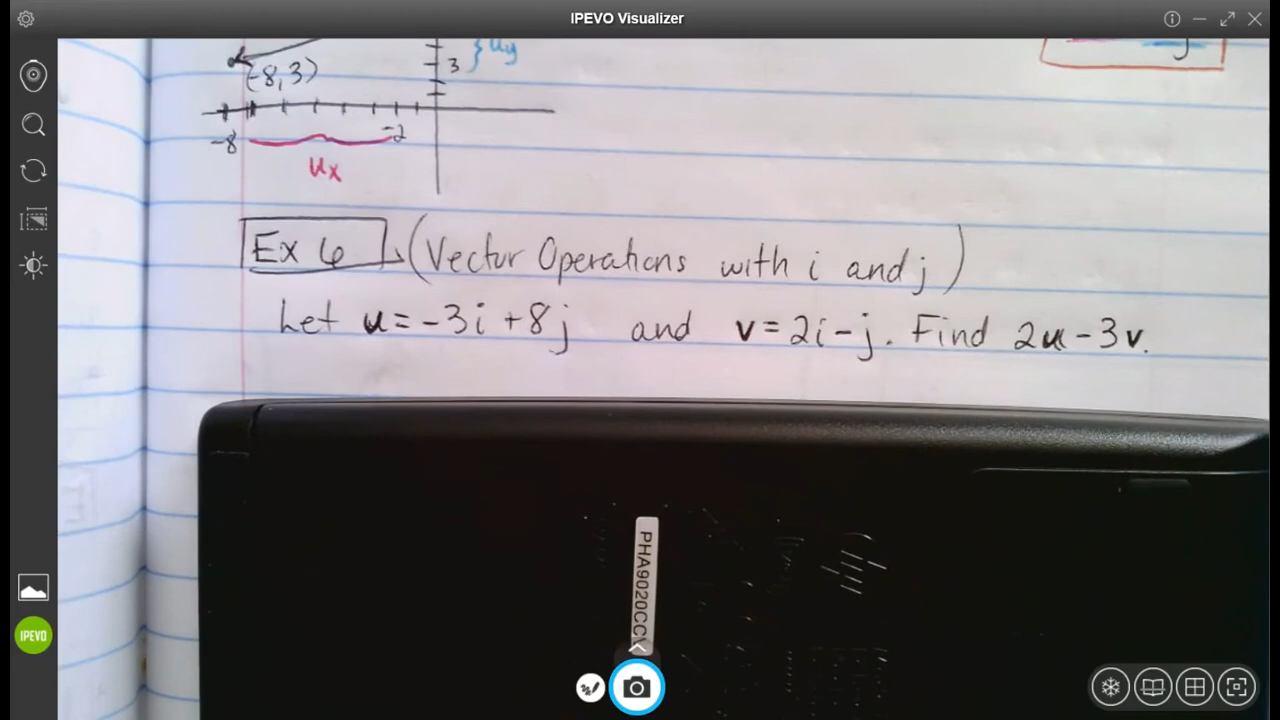 IPEVO Visualizer
uy
3
(-8,3)
-8
-2
ux
Ex 6 (Vector Operations with i and j)
Let u = -3i + 8j and v = 2i - j. Find 2u - 3v.
PHA9020CC
IPEVO